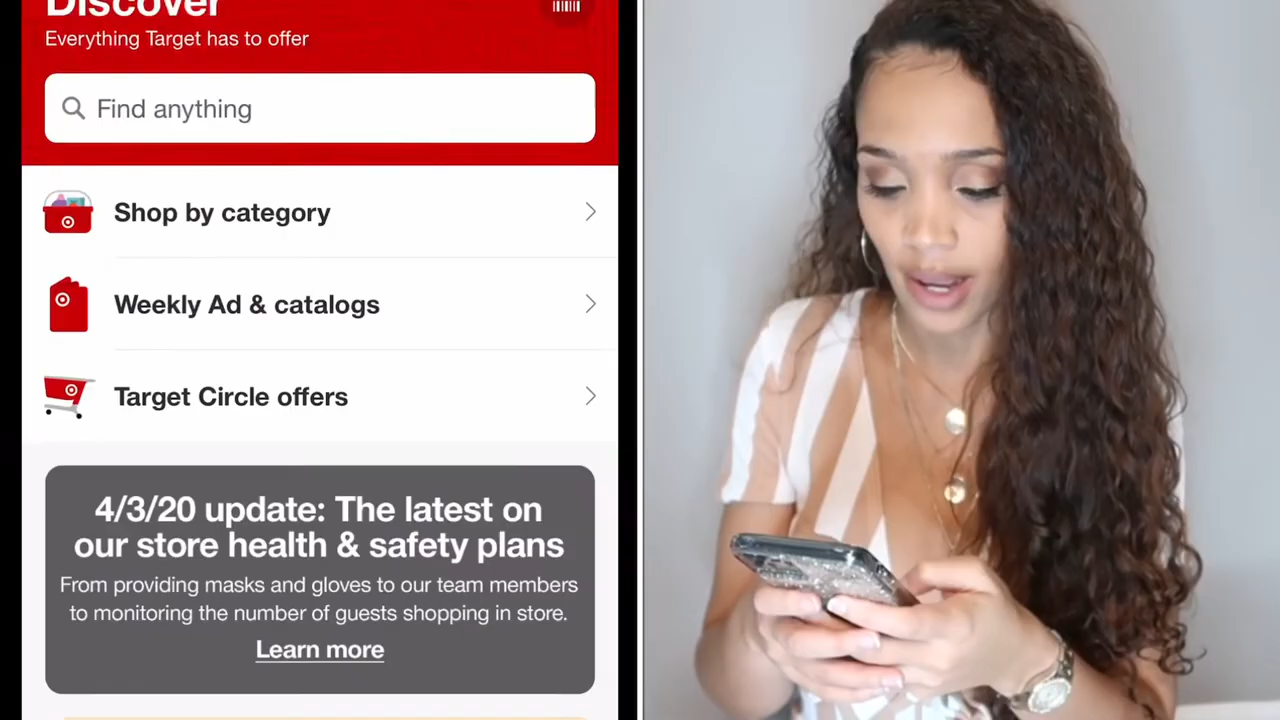 Discover
Everything Target has to offer
Find anything
Shop by category
Weekly Ad & catalogs
Target Circle offers
4/3/20 update: The latest on
our store health & safety plans
From providing masks and gloves to our team members
to monitoring the number of guests shopping in store.
Learn more